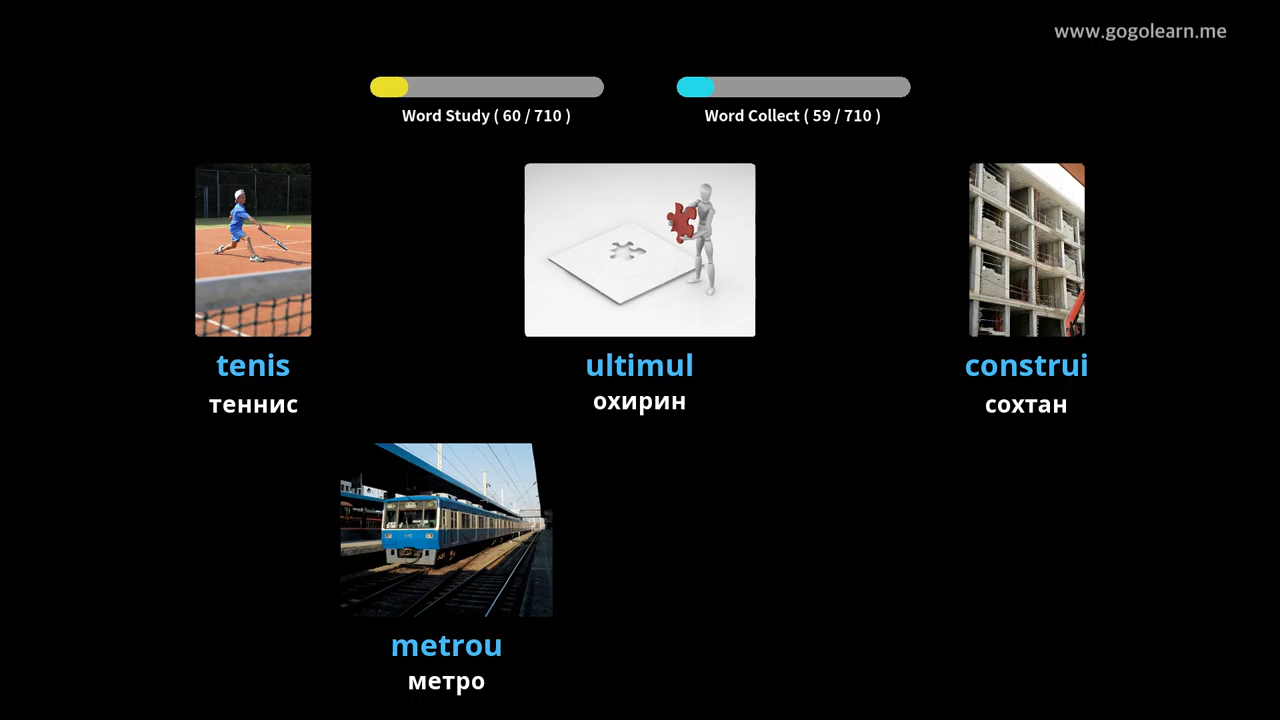 www.gogolearn.me
Word Study ( 60 / 710 )
Word Collect ( 59 / 710 )
tenis
теннис
ultimul
охирин
construi
сохтан
metrou
метро